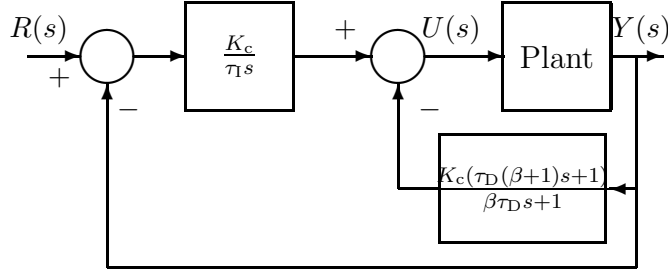 R(s)
+
−
K_c
τ_I s
+
−
U(s)
Plant
Y(s)
K_c(τ_D(β+1)s+1)
βτ_D s+1